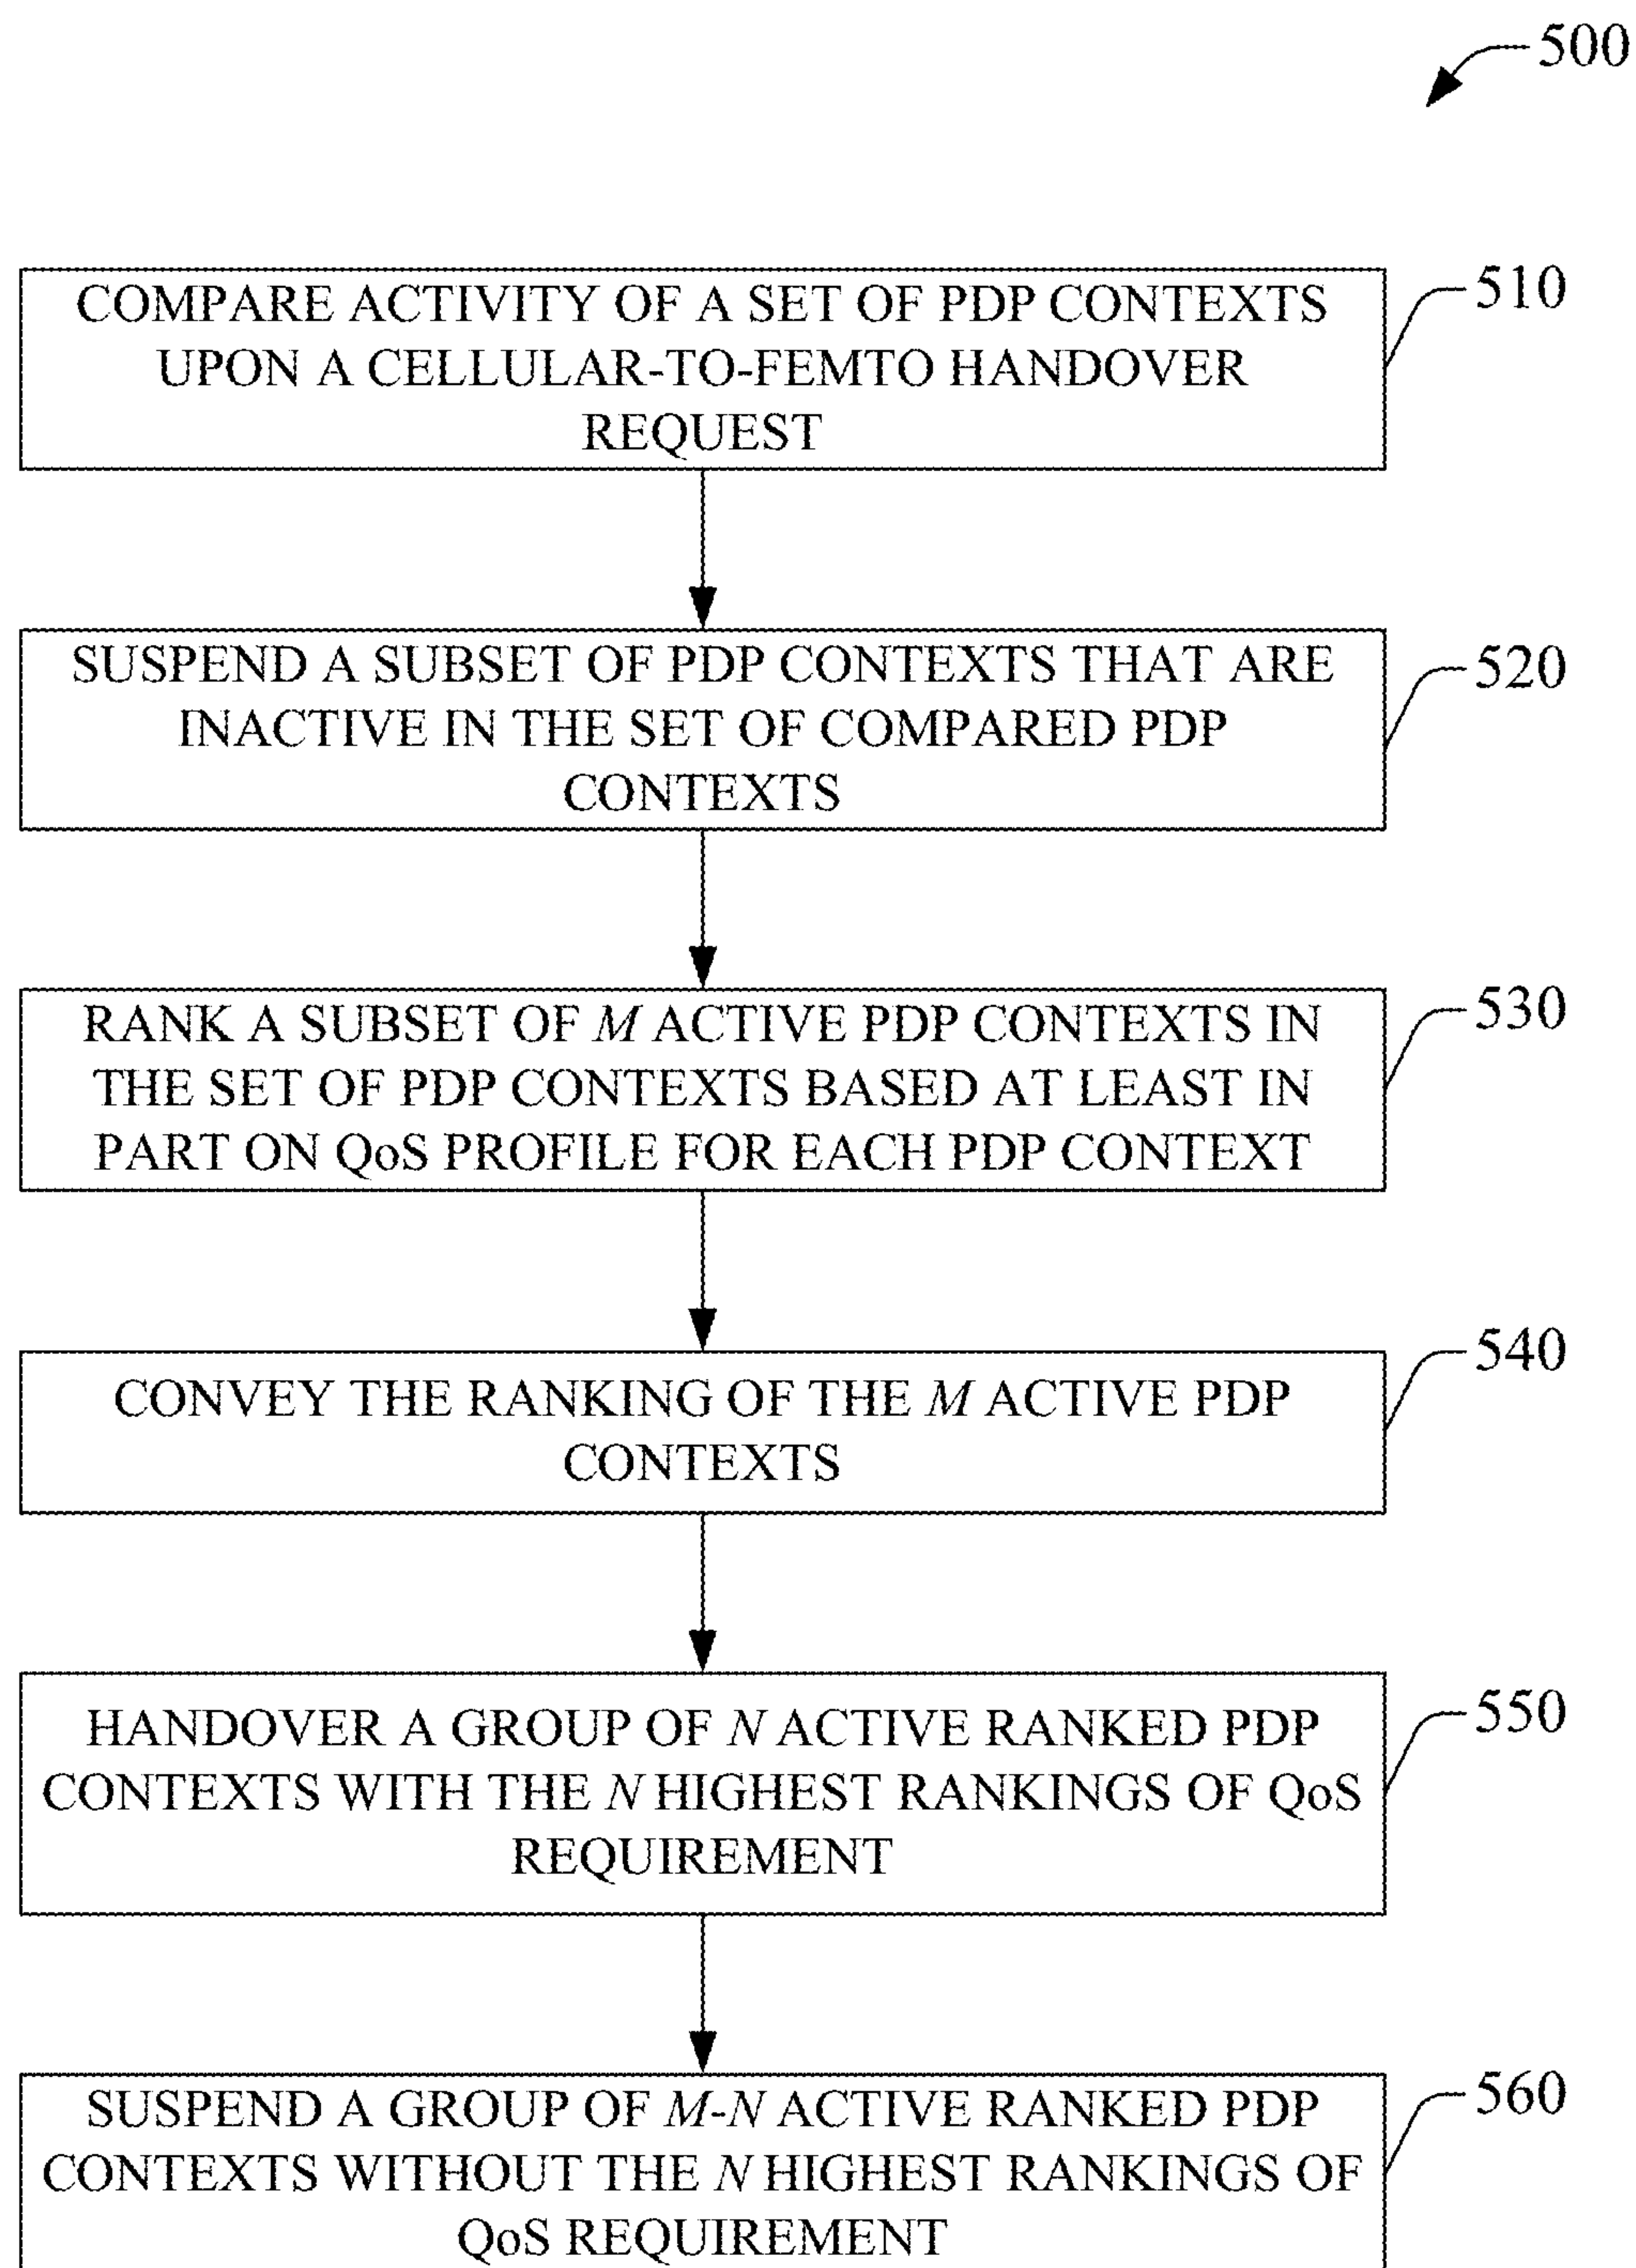 500
COMPARE ACTIVITY OF A SET OF PDP CONTEXTS
UPON A CELLULAR-TO-FEMTO HANDOVER
REQUEST
510
SUSPEND A SUBSET OF PDP CONTEXTS THAT ARE
INACTIVE IN THE SET OF COMPARED PDP
CONTEXTS
520
RANK A SUBSET OF M ACTIVE PDP CONTEXTS IN
THE SET OF PDP CONTEXTS BASED AT LEAST IN
PART ON QoS PROFILE FOR EACH PDP CONTEXT
530
CONVEY THE RANKING OF THE M ACTIVE PDP
CONTEXTS
540
HANDOVER A GROUP OF N ACTIVE RANKED PDP
CONTEXTS WITH THE N HIGHEST RANKINGS OF QoS
REQUIREMENT
550
SUSPEND A GROUP OF M-N ACTIVE RANKED PDP
CONTEXTS WITHOUT THE N HIGHEST RANKINGS OF
QoS REQUIREMENT
560